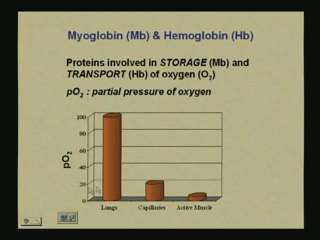 Myoglobin (Mb) & Hemoglobin (Hb)
Proteins involved in STORAGE (Mb) and
TRANSPORT (Hb) of oxygen (O2)
pO2 : partial pressure of oxygen
pO2
100
80
60
40
20
0
Lungs Capillaries Active Muscle